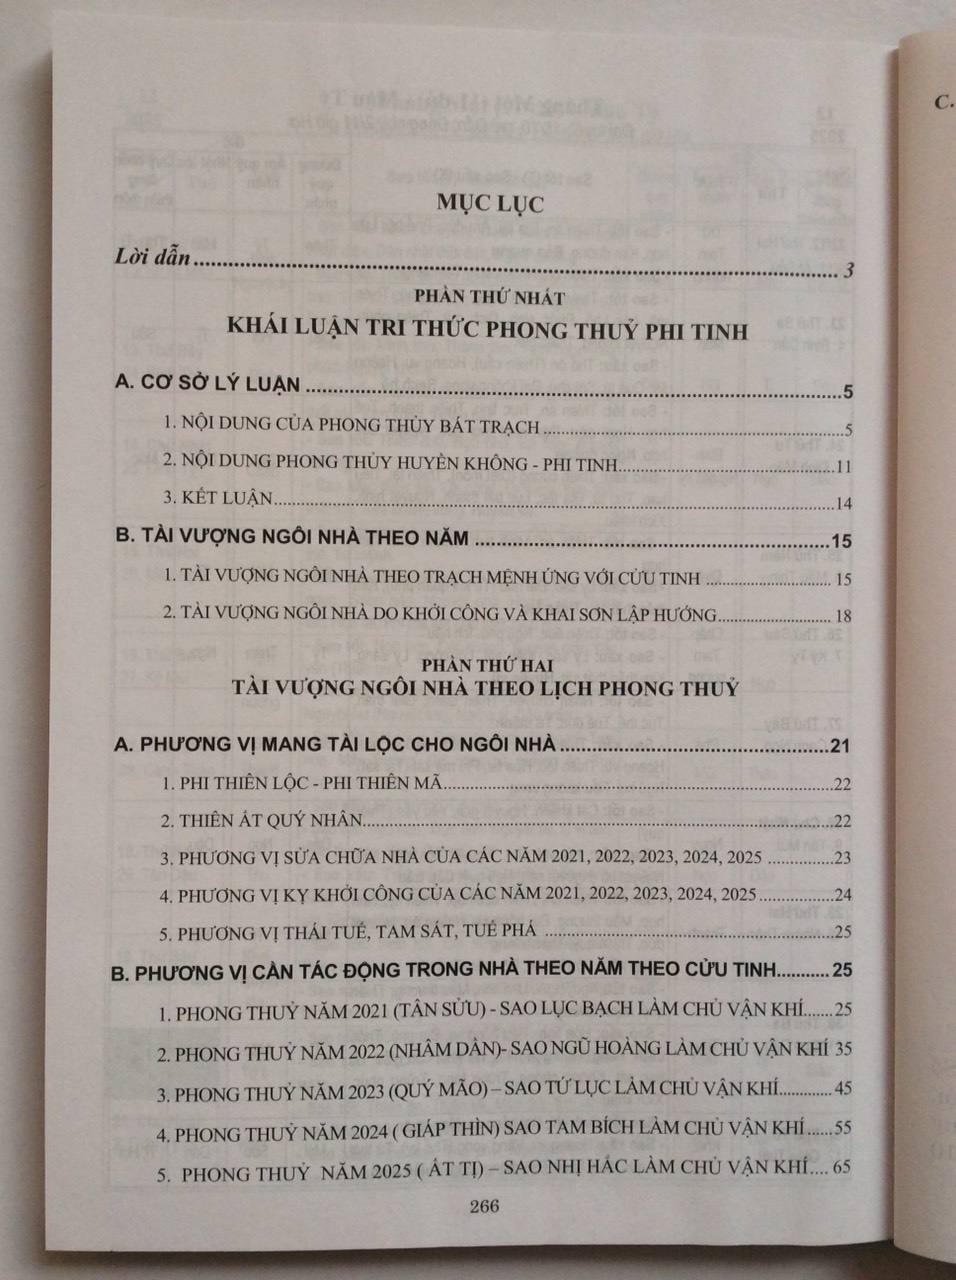 MỤC LỤC
Lời dẫn........................................................................................................ 3
PHẦN THỨ NHẤT
KHÁI LUẬN TRI THỨC PHONG THUỶ PHI TINH
A. CƠ SỞ LÝ LUẬN ..............................................................................5
1. NỘI DUNG CỦA PHONG THỦY BÁT TRẠCH..................................................5
2. NỘI DUNG PHONG THỦY HUYỀN KHÔNG - PHI TINH....................................11
3. KẾT LUẬN.........................................................................................................14
B. TÀI VƯỢNG NGÔI NHÀ THEO NĂM ...................................................15
1. TÀI VƯỢNG NGÔI NHÀ THEO TRẠCH MỆNH ỨNG VỚI CỬU TINH ..................... 15
2. TÀI VƯỢNG NGÔI NHÀ DO KHỞI CÔNG VÀ KHAI SƠN LẬP HƯỚNG................... 18
PHẦN THỨ HAI
TÀI VƯỢNG NGÔI NHÀ THEO LỊCH PHONG THUỶ
A. PHƯƠNG VỊ MANG TÀI LỘC CHO NGÔI NHÀ .......................................21
1. PHI THIÊN LỘC - PHI THIÊN MÃ.....................................................................22
2. THIÊN ẤT QUÝ NHÂN.......................................................................................22
3. PHƯƠNG VỊ SỬA CHỮA NHÀ CỦA CÁC NĂM 2021, 2022, 2023, 2024, 2025 .............23
4. PHƯƠNG VỊ KỴ KHỞI CÔNG CỦA CÁC NĂM 2021, 2022, 2023, 2024, 2025..............24
5. PHƯƠNG VỊ THÁI TUẾ, TAM SÁT, TUẾ PHÁ ..................................................25
B. PHƯƠNG VỊ CẦN TÁC ĐỘNG TRONG NHÀ THEO NĂM THEO CỬU TINH..........25
1. PHONG THUỶ NĂM 2021 (TÂN SỬU) - SAO LỤC BẠCH LÀM CHỦ VẬN KHÍ.......25
2. PHONG THUỶ NĂM 2022 (NHÂM DẦN)- SAO NGŨ HOÀNG LÀM CHỦ VẬN KHÍ 35
3. PHONG THUỶ NĂM 2023 (QUÝ MÃO) – SAO TỨ LỤC LÀM CHỦ VẬN KHÍ............45
4. PHONG THUỶ NĂM 2024 ( GIÁP THÌN) SAO TAM BÍCH LÀM CHỦ VẬN KHÍ......55
5. PHONG THUỶ NĂM 2025 ( ẤT TỊ) – SAO NHỊ HẮC LÀM CHỦ VẬN KHÍ.... 65
266
C.